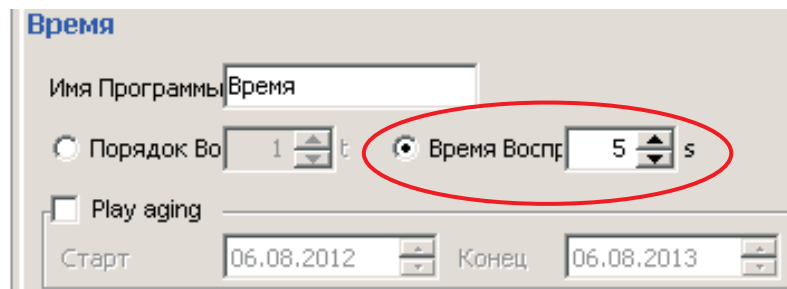 Время
Имя Программы Время
Порядок Во 1 t Время Воспр 5 s
Play aging
Старт 06.08.2012 Конец 06.08.2013